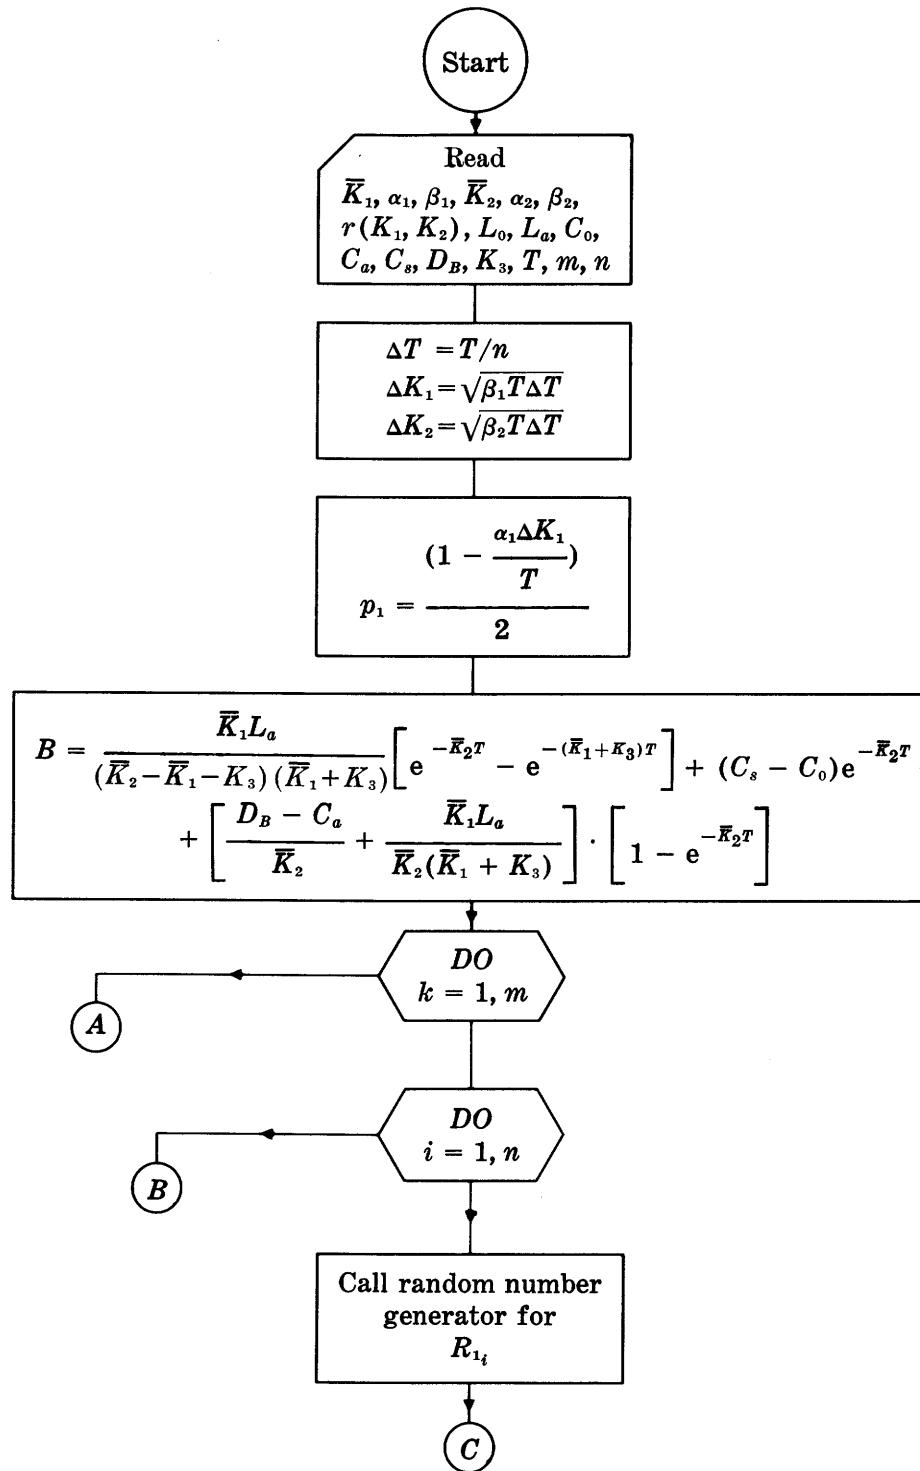 Start
Read
K̅₁, α₁, β₁, K̅₂, α₂, β₂,
r(K₁, K₂), L₀, Lₐ, C₀,
Cₐ, Cₛ, D_B, K₃, T, m, n
ΔT = T/n
ΔK₁ = √(β₁TΔT)
ΔK₂ = √(β₂TΔT)
p₁ = (1 - α₁ΔK₁/T) / 2
B = K̅₁Lₐ / ((K̅₂-K̅₁-K₃)(K̅₁+K₃)) [e^(-K̅₂T) - e^(-(K̅₁+K₃)T)] + (Cₛ - C₀)e^(-K̅₂T)
+ [(D_B - Cₐ)/K̅₂ + K̅₁Lₐ/(K̅₂(K̅₁ + K₃))] · [1 - e^(-K̅₂T)]
DO
k = 1, m
A
DO
i = 1, n
B
Call random number
generator for
R₁ᵢ
C